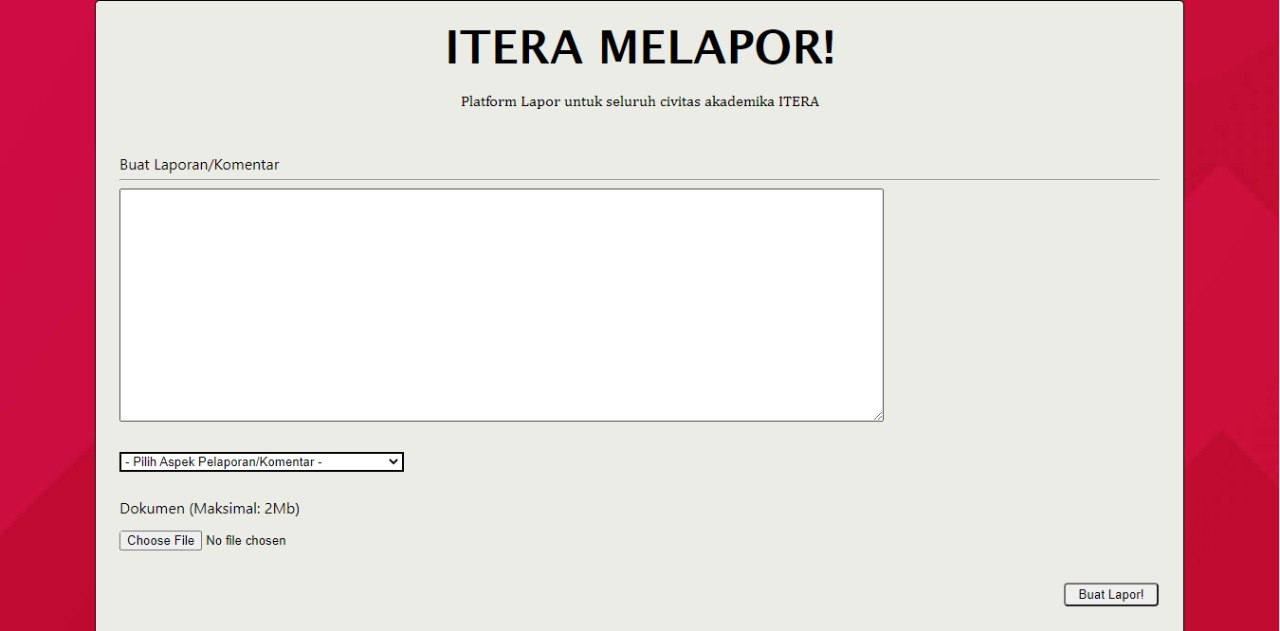 ITERA MELAPOR!
Platform Lapor untuk seluruh civitas akademika ITERA
Buat Laporan/Komentar
- Pilih Aspek Pelaporan/Komentar -
Dokumen (Maksimal: 2Mb)
Choose File No file chosen
Buat Lapor!